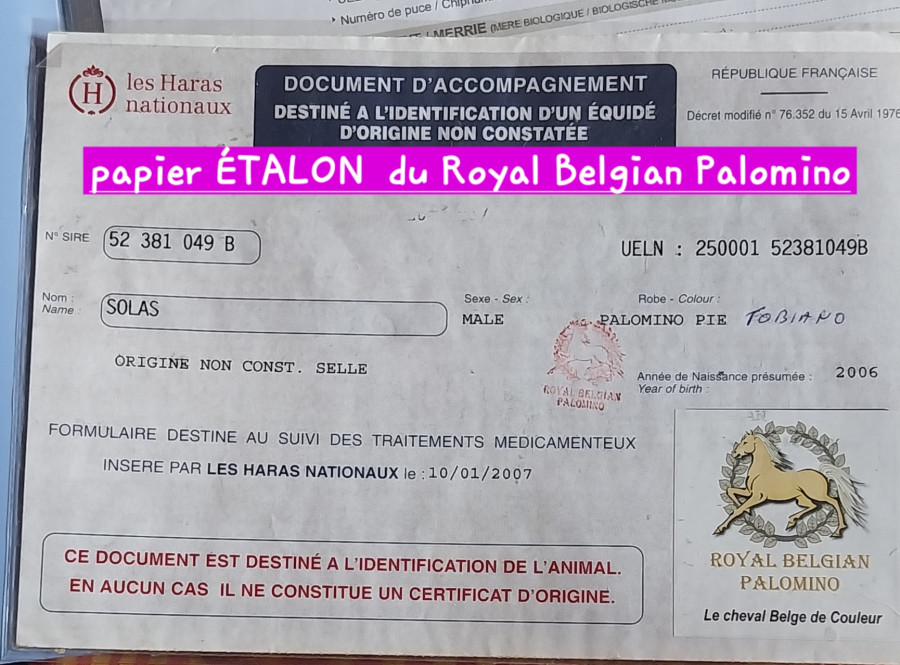 Numéro de puce /
MERRIE (MERE BIOLOGIQUE / BIOLOGISCHE
les Haras
nationaux
H
DOCUMENT D'ACCOMPAGNEMENT
DESTINÉ A L'IDENTIFICATION D'UN ÉQUIDÉ
D'ORIGINE NON CONSTATÉE
RÉPUBLIQUE FRANÇAISE
Décret modifié n° 76.352 du 15 Avril 1976
papier ÉTALON du Royal Belgian Palomino
N° SIRE
52 381 049 B
UELN : 250001 52381049B
Nom :
Name :
SOLAS
Sexe - Sex :
MALE
Robe - Colour :
PALOMINO PIE TOBIANO
ORIGINE NON CONST. SELLE
ROYAL BELGIAN
PALOMINO
Année de Naissance présumée : 2006
Year of birth :
FORMULAIRE DESTINE AU SUIVI DES TRAITEMENTS MEDICAMENTEUX
INSERE PAR LES HARAS NATIONAUX le : 10/01/2007
CE DOCUMENT EST DESTINÉ A L'IDENTIFICATION DE L'ANIMAL.
EN AUCUN CAS IL NE CONSTITUE UN CERTIFICAT D'ORIGINE.
ROYAL BELGIAN
PALOMINO
Le cheval Belge de Couleur